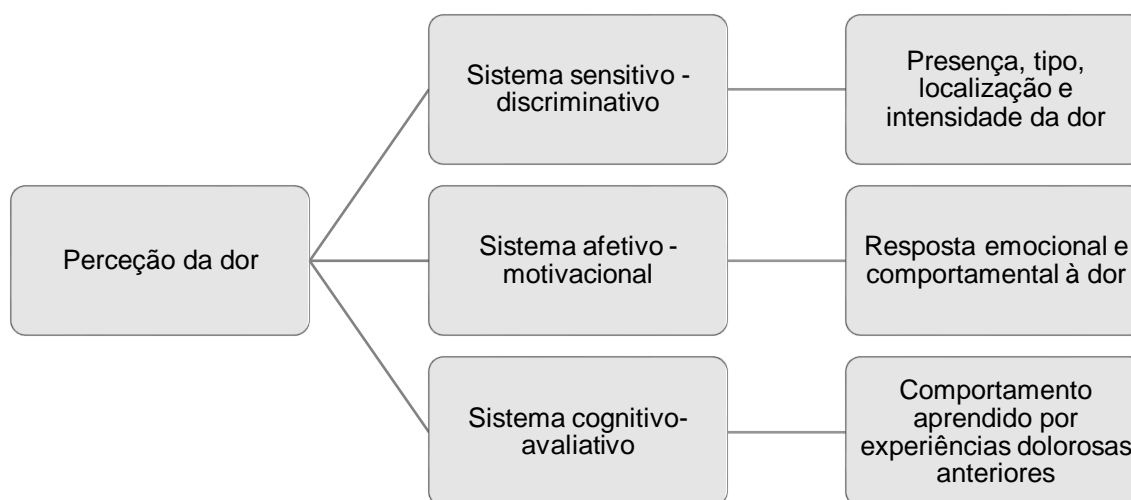 Perceção da dor
Sistema sensitivo -
discriminativo
Presença, tipo,
localização e
intensidade da dor
Sistema afetivo -
motivacional
Resposta emocional e
comportamental à dor
Sistema cognitivo-
avaliativo
Comportamento
aprendido por
experiências dolorosas
anteriores